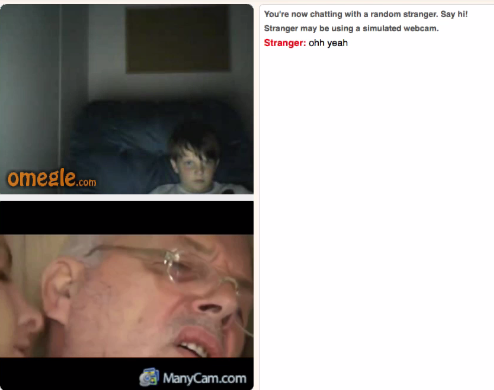 You're now chatting with a random stranger. Say hi!
Stranger may be using a simulated webcam.
Stranger: ohh yeah
omegle.com
ManyCam.com